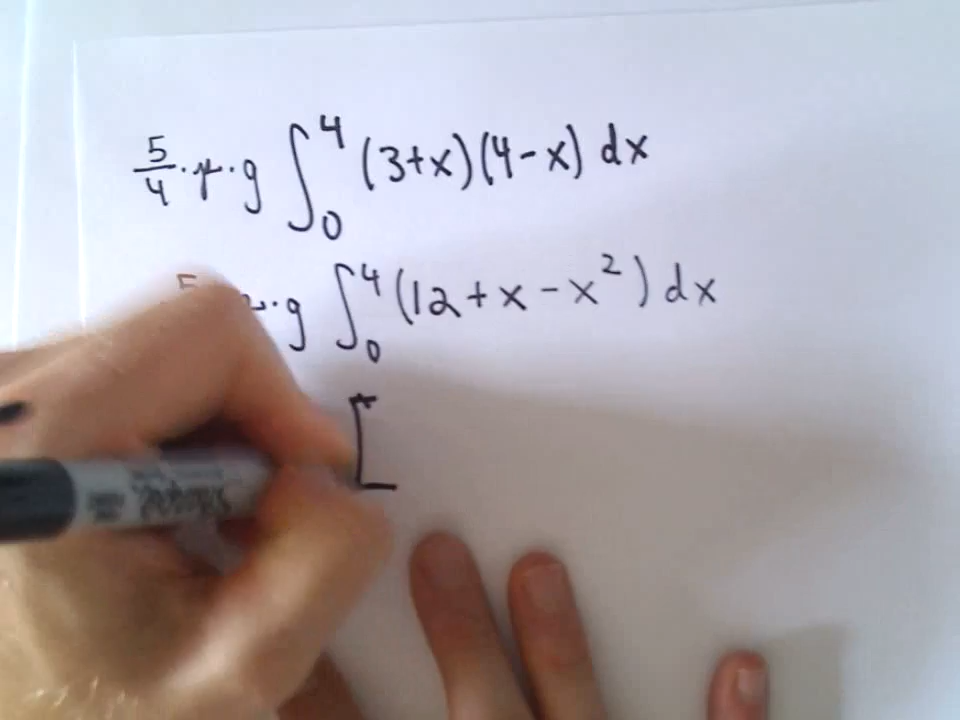 5/4 · μ · g ∫₀⁴ (3+x)(4-x) dx
· g ∫₀⁴ (12+x-x²) dx
[